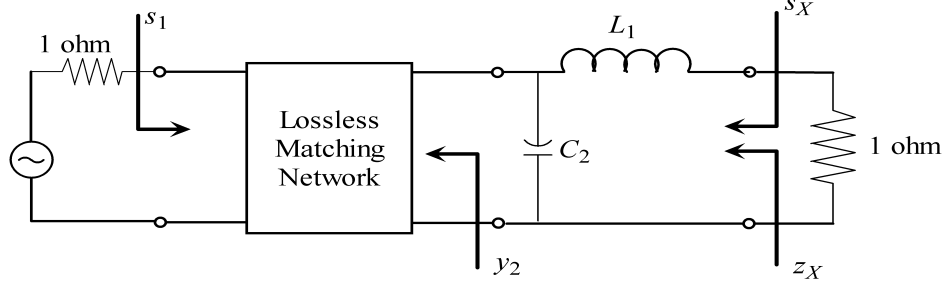 s1
sX
1 ohm
L1
Lossless
Matching
Network
C2
1 ohm
y2
zX